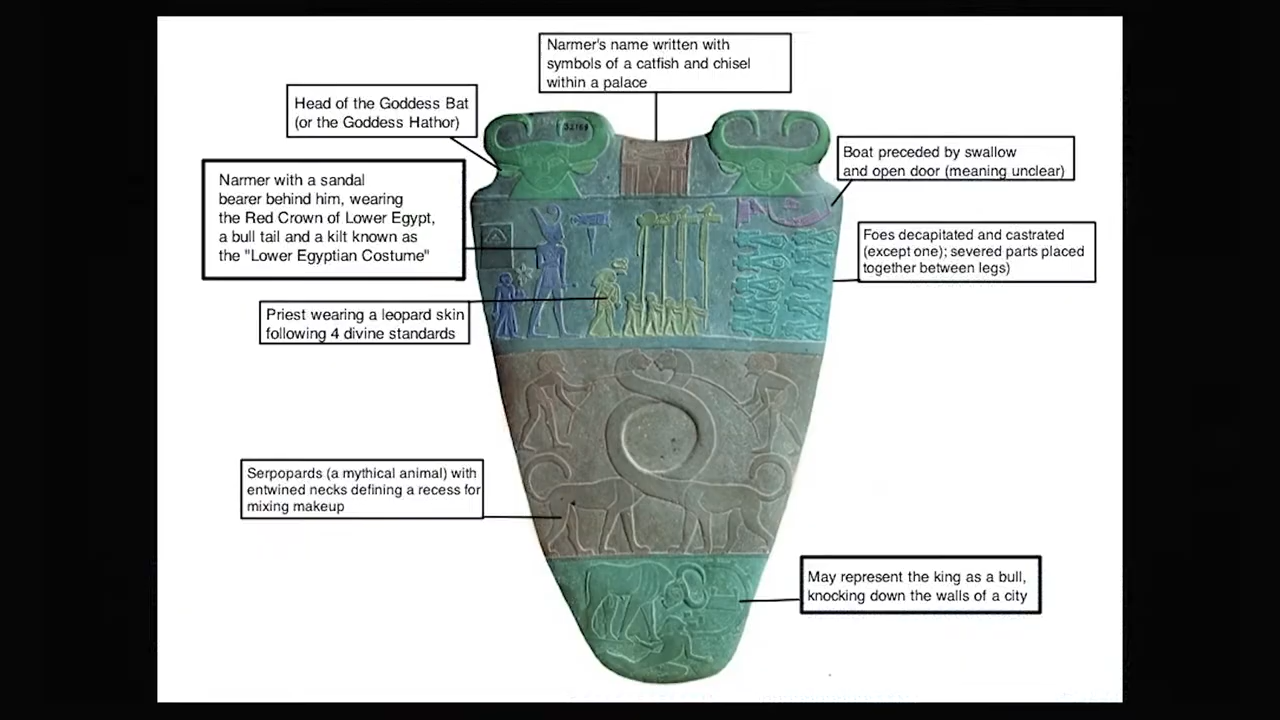 Narmer's name written with
symbols of a catfish and chisel
within a palace
Head of the Goddess Bat
(or the Goddess Hathor)
Boat preceded by swallow
and open door (meaning unclear)
Narmer with a sandal
bearer behind him, wearing
the Red Crown of Lower Egypt,
a bull tail and a kilt known as
the "Lower Egyptian Costume"
Foes decapitated and castrated
(except one); severed parts placed
together between legs)
Priest wearing a leopard skin
following 4 divine standards
Serpopards (a mythical animal) with
entwined necks defining a recess for
mixing makeup
May represent the king as a bull,
knocking down the walls of a city